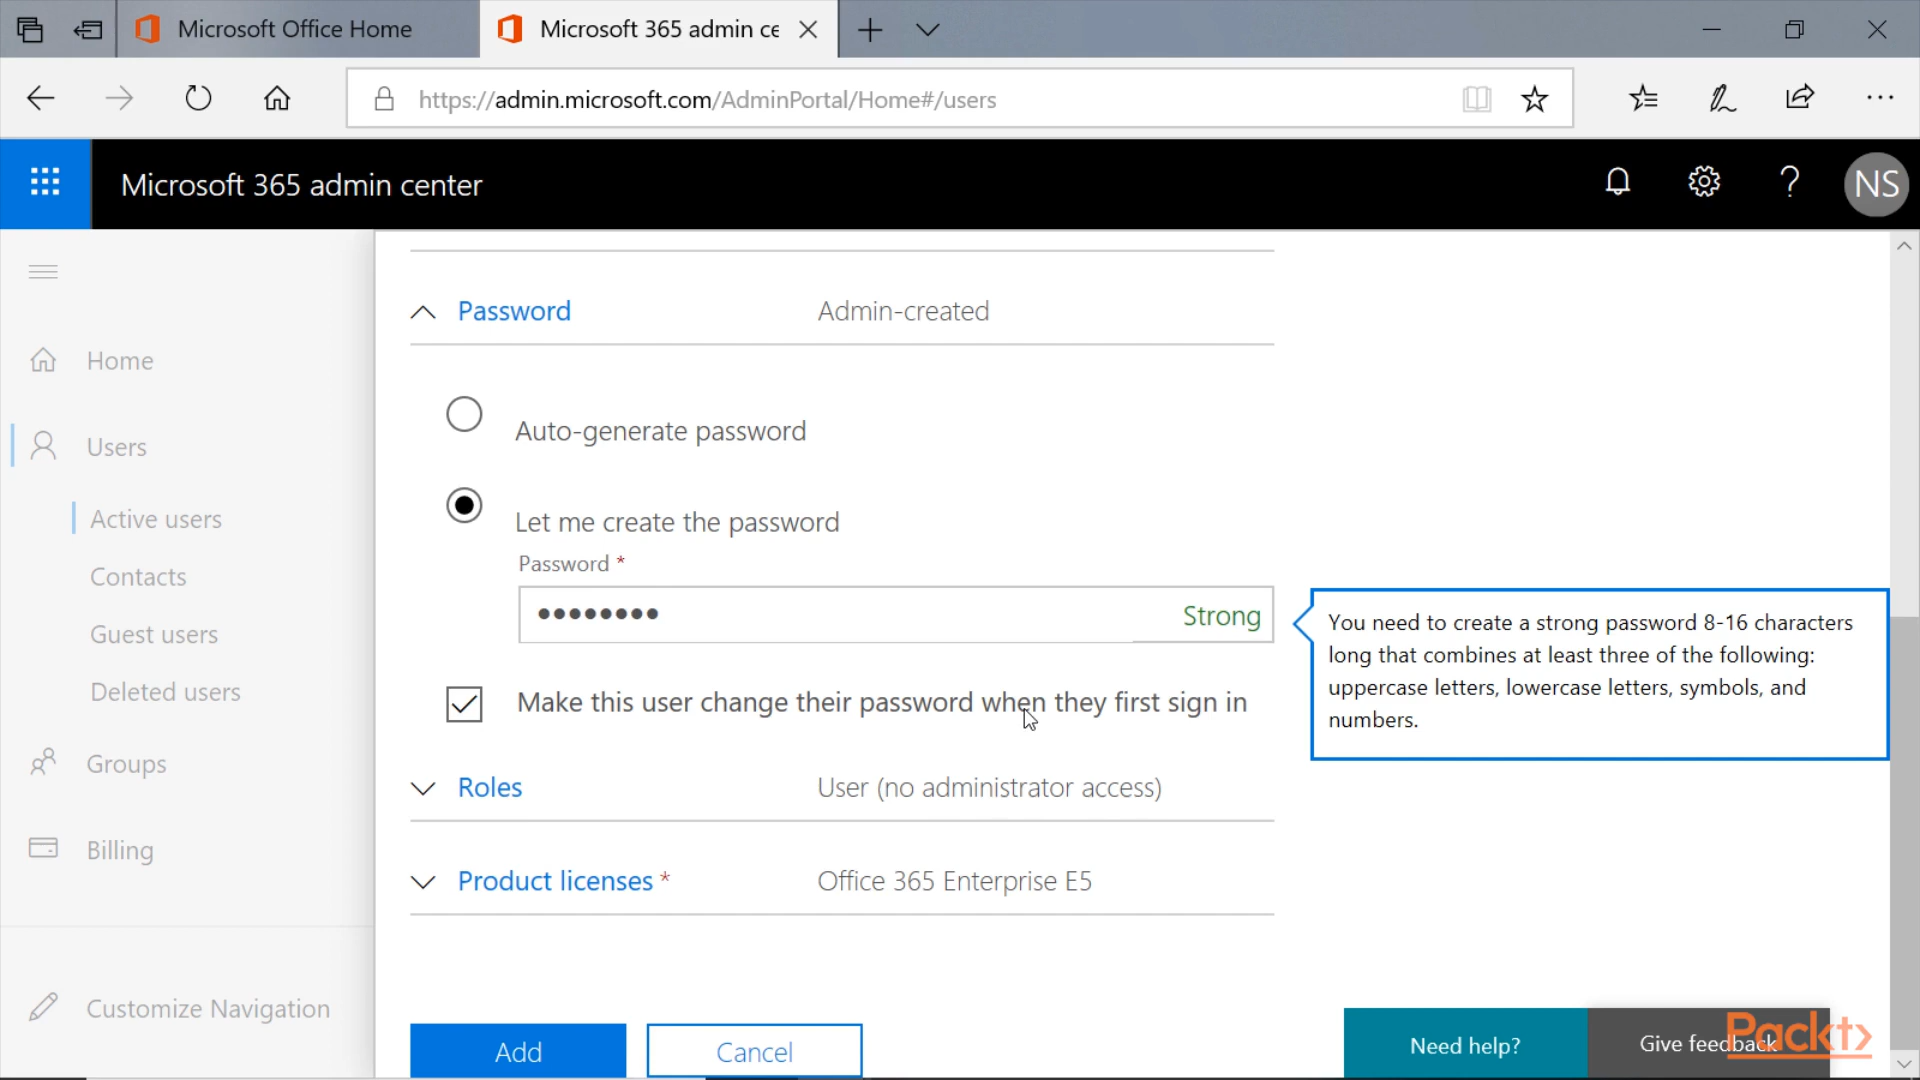 Microsoft Office Home
Microsoft 365 admin ce
https://admin.microsoft.com/AdminPortal/Home#/users
Microsoft 365 admin center
NS
Password
Admin-created
Home
Auto-generate password
Users
Let me create the password
Active users
Password *
Contacts
Strong
You need to create a strong password 8-16 characters
long that combines at least three of the following:
uppercase letters, lowercase letters, symbols, and
numbers.
Guest users
Deleted users
Make this user change their password when they first sign in
Groups
Roles
User (no administrator access)
Billing
Product licenses *
Office 365 Enterprise E5
Customize Navigation
Add
Cancel
Need help?
Give feedback
Packt>